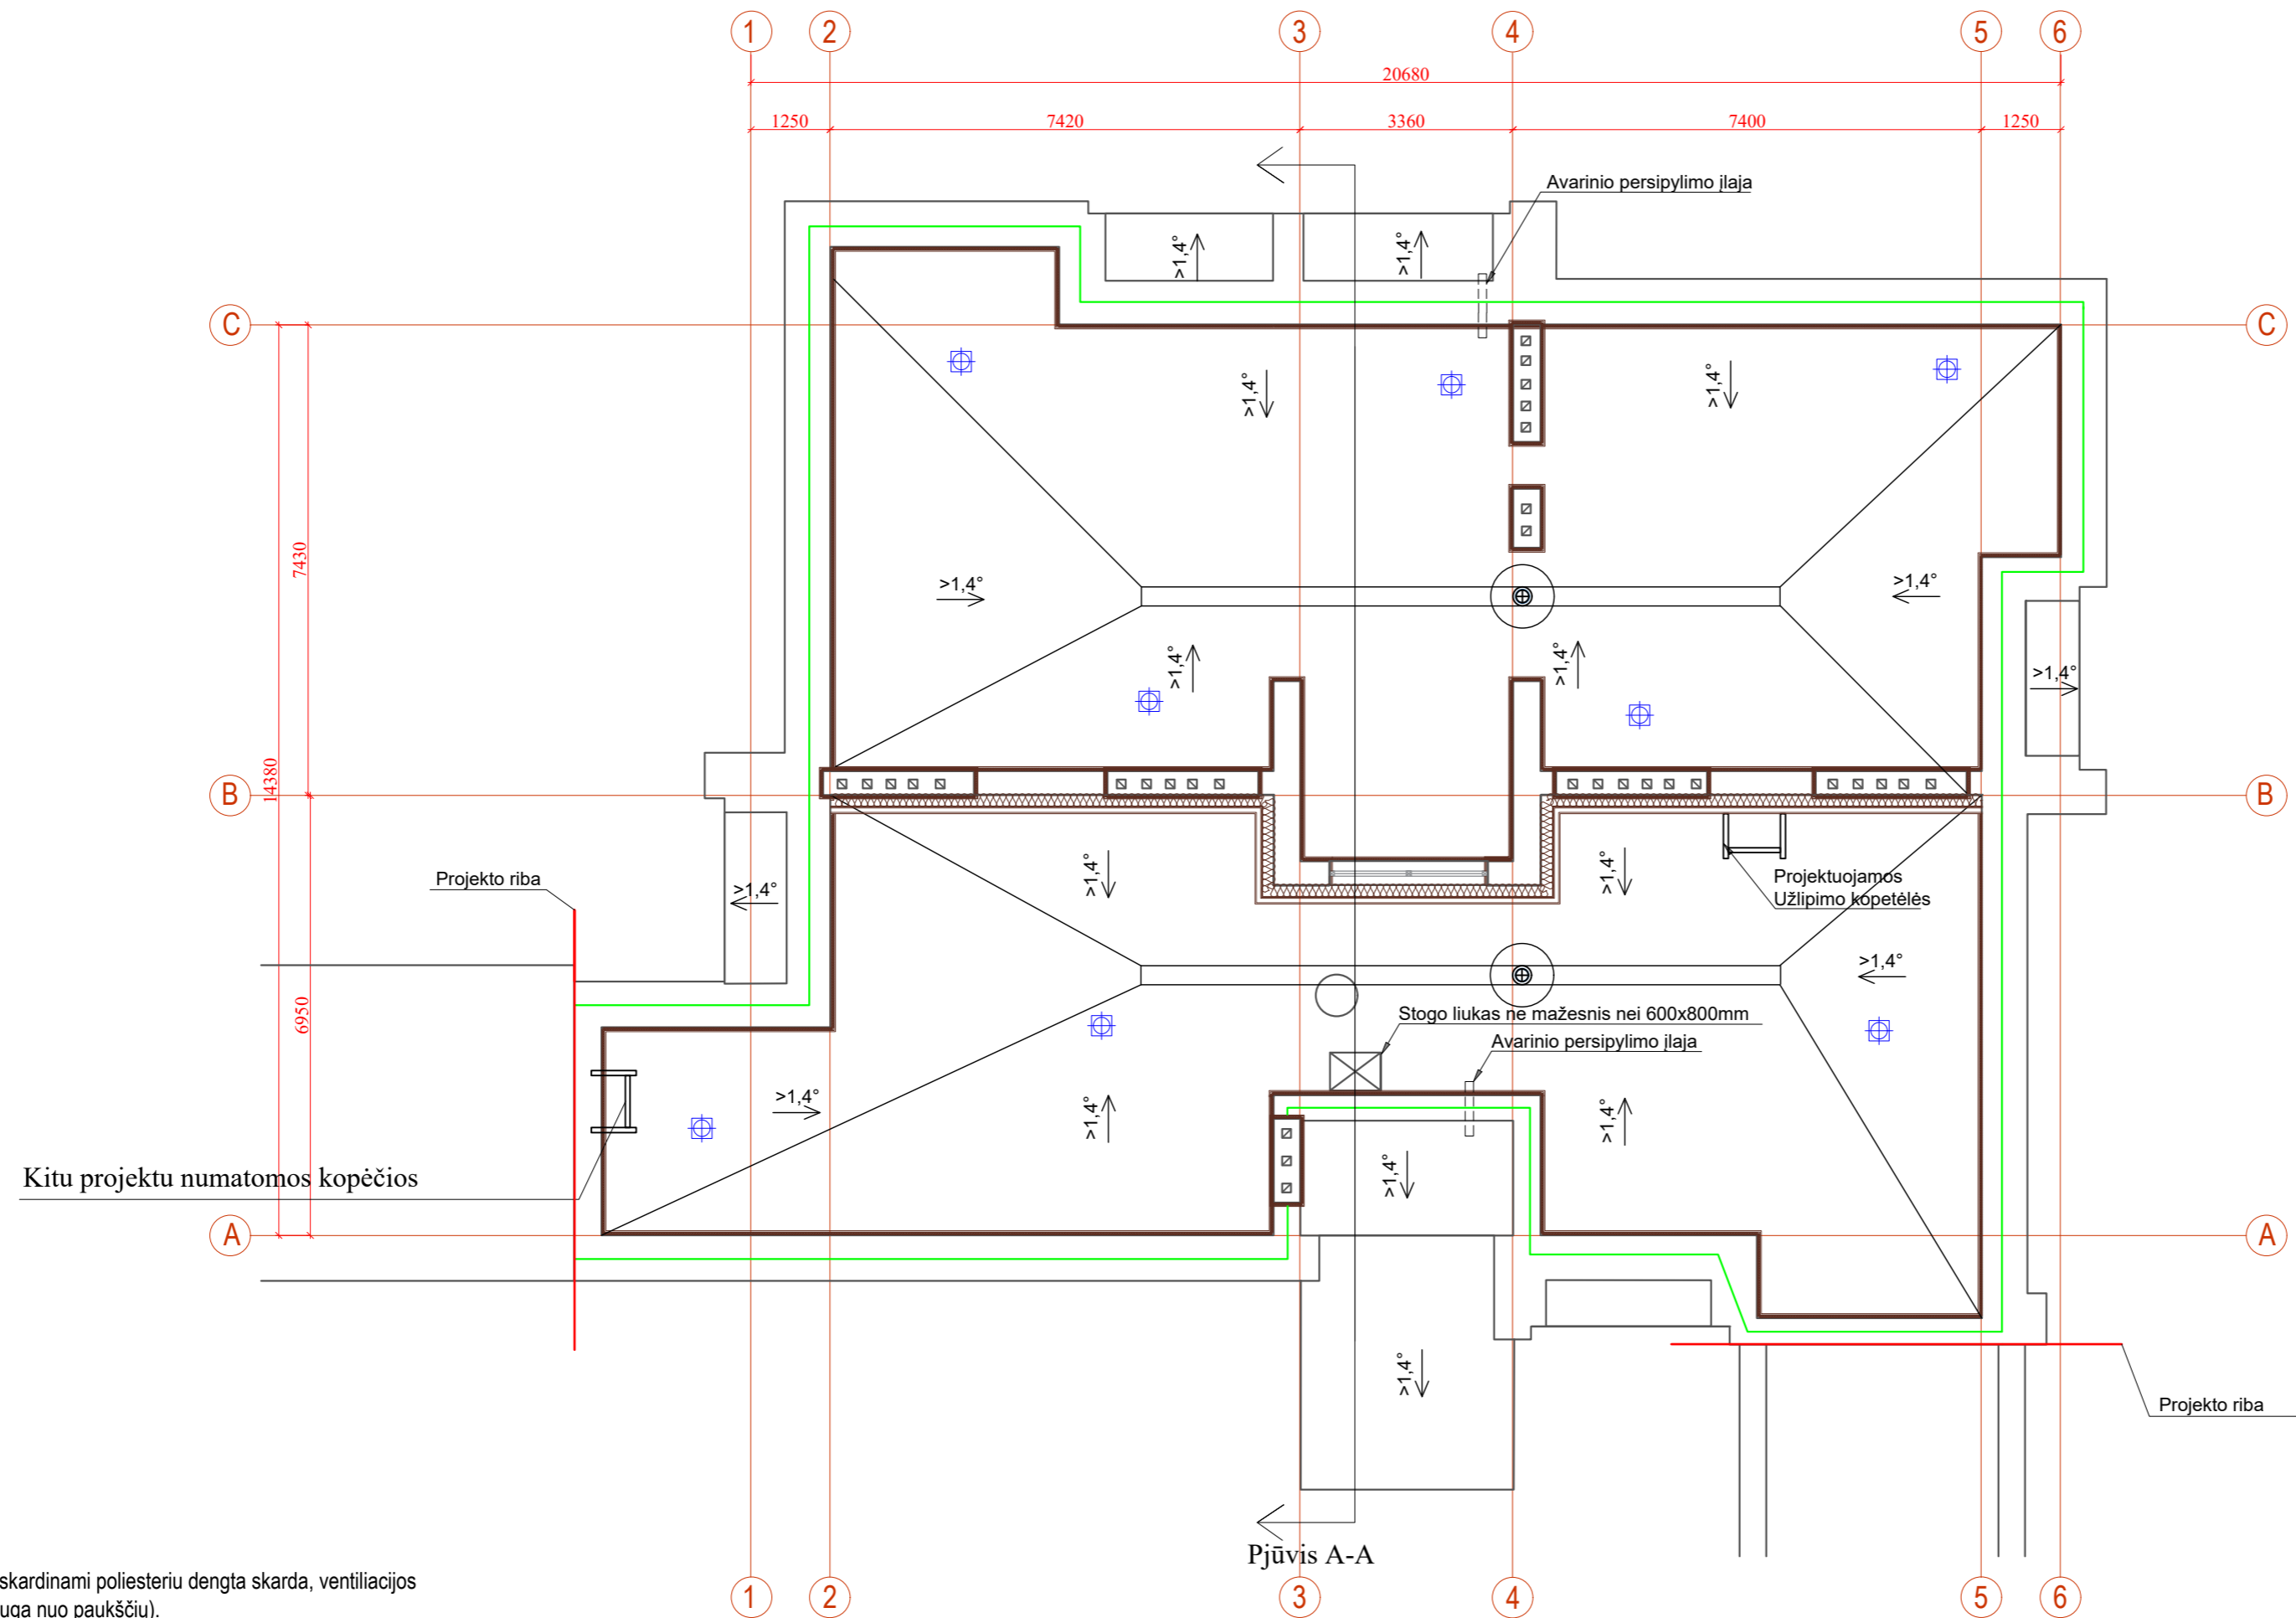 1 2 3 4 5 6
20680
1250 7420 3360 7400 1250
Avarinio persipylimo įlaja
>1,4° >1,4°
C C
>1,4° >1,4°
7430
>1,4° >1,4°
>1,4° >1,4°
>1,4°
14380
B B
>1,4° >1,4°
Projekto riba
>1,4°
Projektuojamos
Užlipimo kopetėlės
>1,4°
6950
Stogo liukas ne mažesnis nei 600x800mm
Avarinio persipylimo įlaja
>1,4°
>1,4° >1,4°
>1,4°
Kitu projektu numatomos kopėčios
A A
>1,4°
Projekto riba
Pjūvis A-A
skardinami poliesteriu dengta skarda, ventiliacijos
uga nuo paukščių).
1 2 3 4 5 6